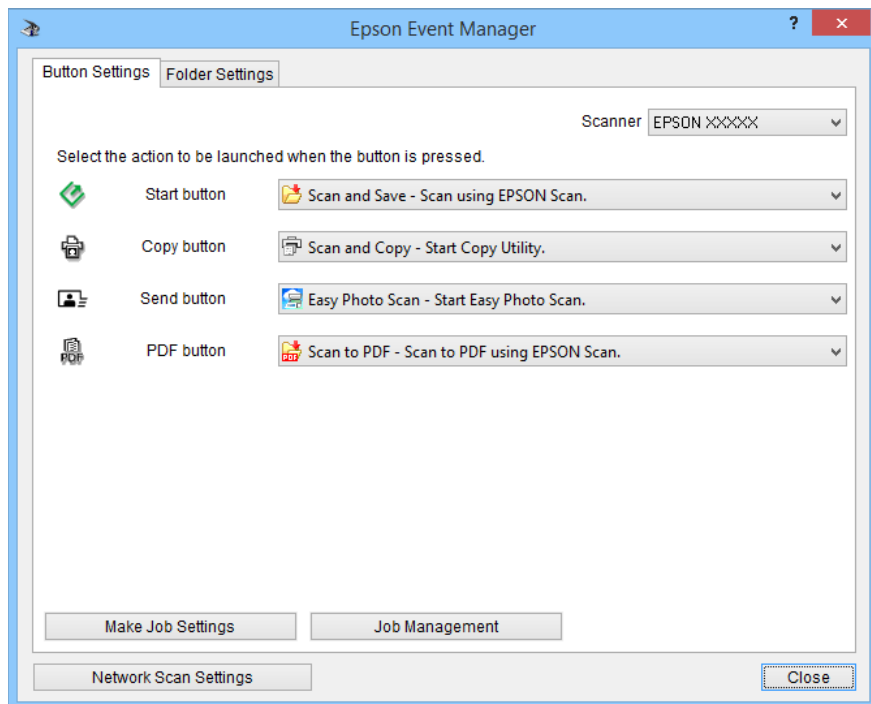 Epson Event Manager ? ×
Button Settings Folder Settings
Scanner EPSON XXXXX
Select the action to be launched when the button is pressed.
Start button Scan and Save - Scan using EPSON Scan.
Copy button Scan and Copy - Start Copy Utility.
Send button Easy Photo Scan - Start Easy Photo Scan.
PDF PDF button PDF Scan to PDF - Scan to PDF using EPSON Scan.
Make Job Settings Job Management
Network Scan Settings Close